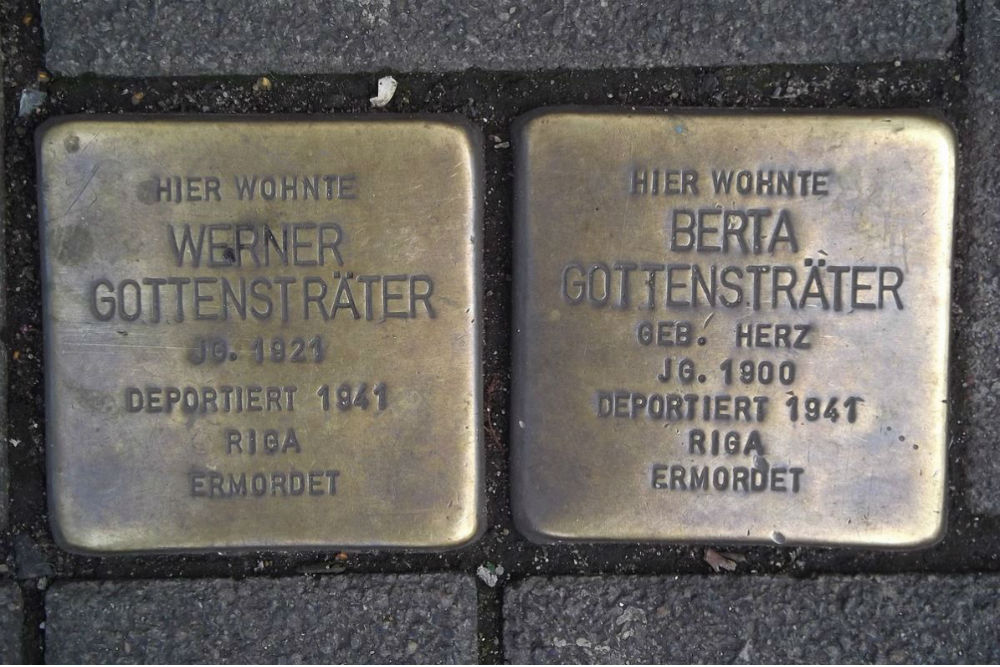 HIER WOHNTE
WERNER
GOTTENSTRÄTER
JG. 1921
DEPORTIERT 1941
RIGA
ERMORDET
HIER WOHNTE
BERTA
GOTTENSTRÄTER
GEB. HERZ
JG. 1900
DEPORTIERT 1941
RIGA
ERMORDET